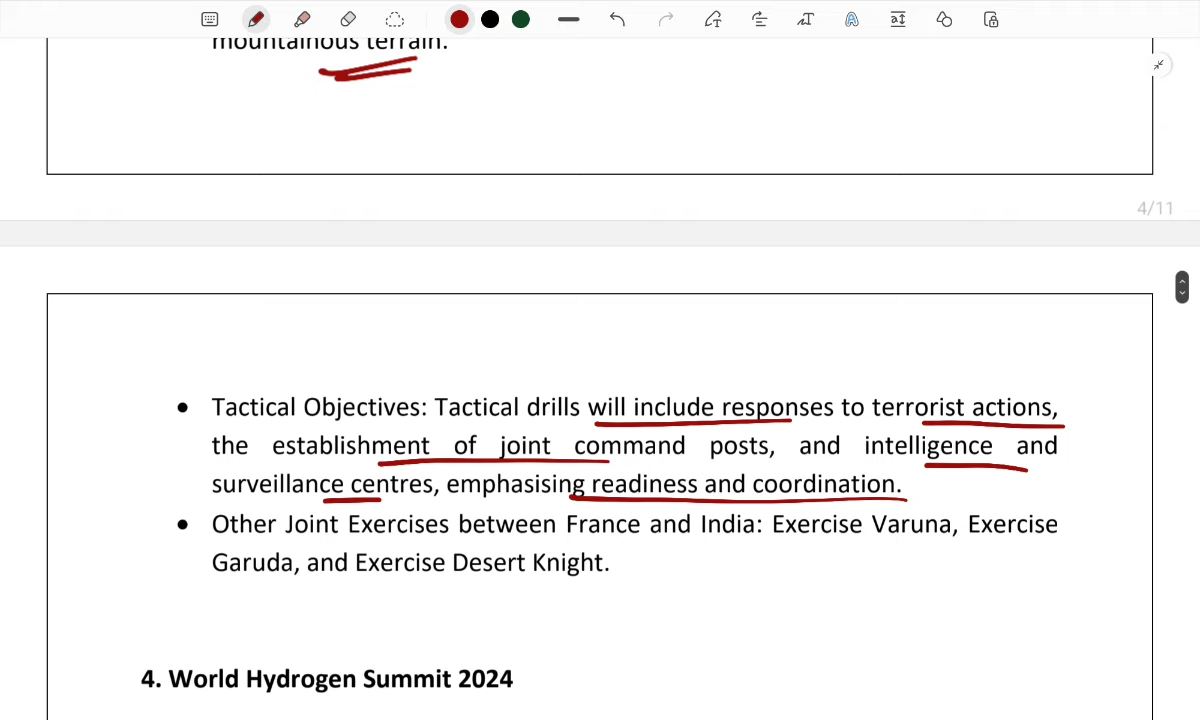 mountainous terrain.
4/11
• Tactical Objectives: Tactical drills will include responses to terrorist actions,
the establishment of joint command posts, and intelligence and
surveillance centres, emphasising readiness and coordination.
• Other Joint Exercises between France and India: Exercise Varuna, Exercise
Garuda, and Exercise Desert Knight.
4. World Hydrogen Summit 2024